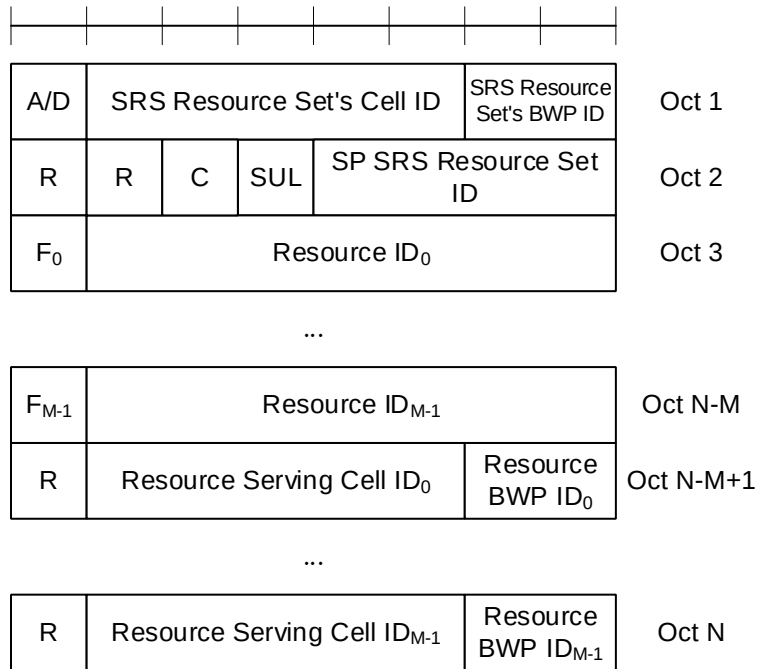 A/D SRS Resource Set's Cell ID SRS Resource Set's BWP ID Oct 1
R R C SUL SP SRS Resource Set ID Oct 2
F0 Resource ID0 Oct 3
...
FM-1 Resource IDM-1 Oct N-M
R Resource Serving Cell ID0 Resource BWP ID0 Oct N-M+1
...
R Resource Serving Cell IDM-1 Resource BWP IDM-1 Oct N